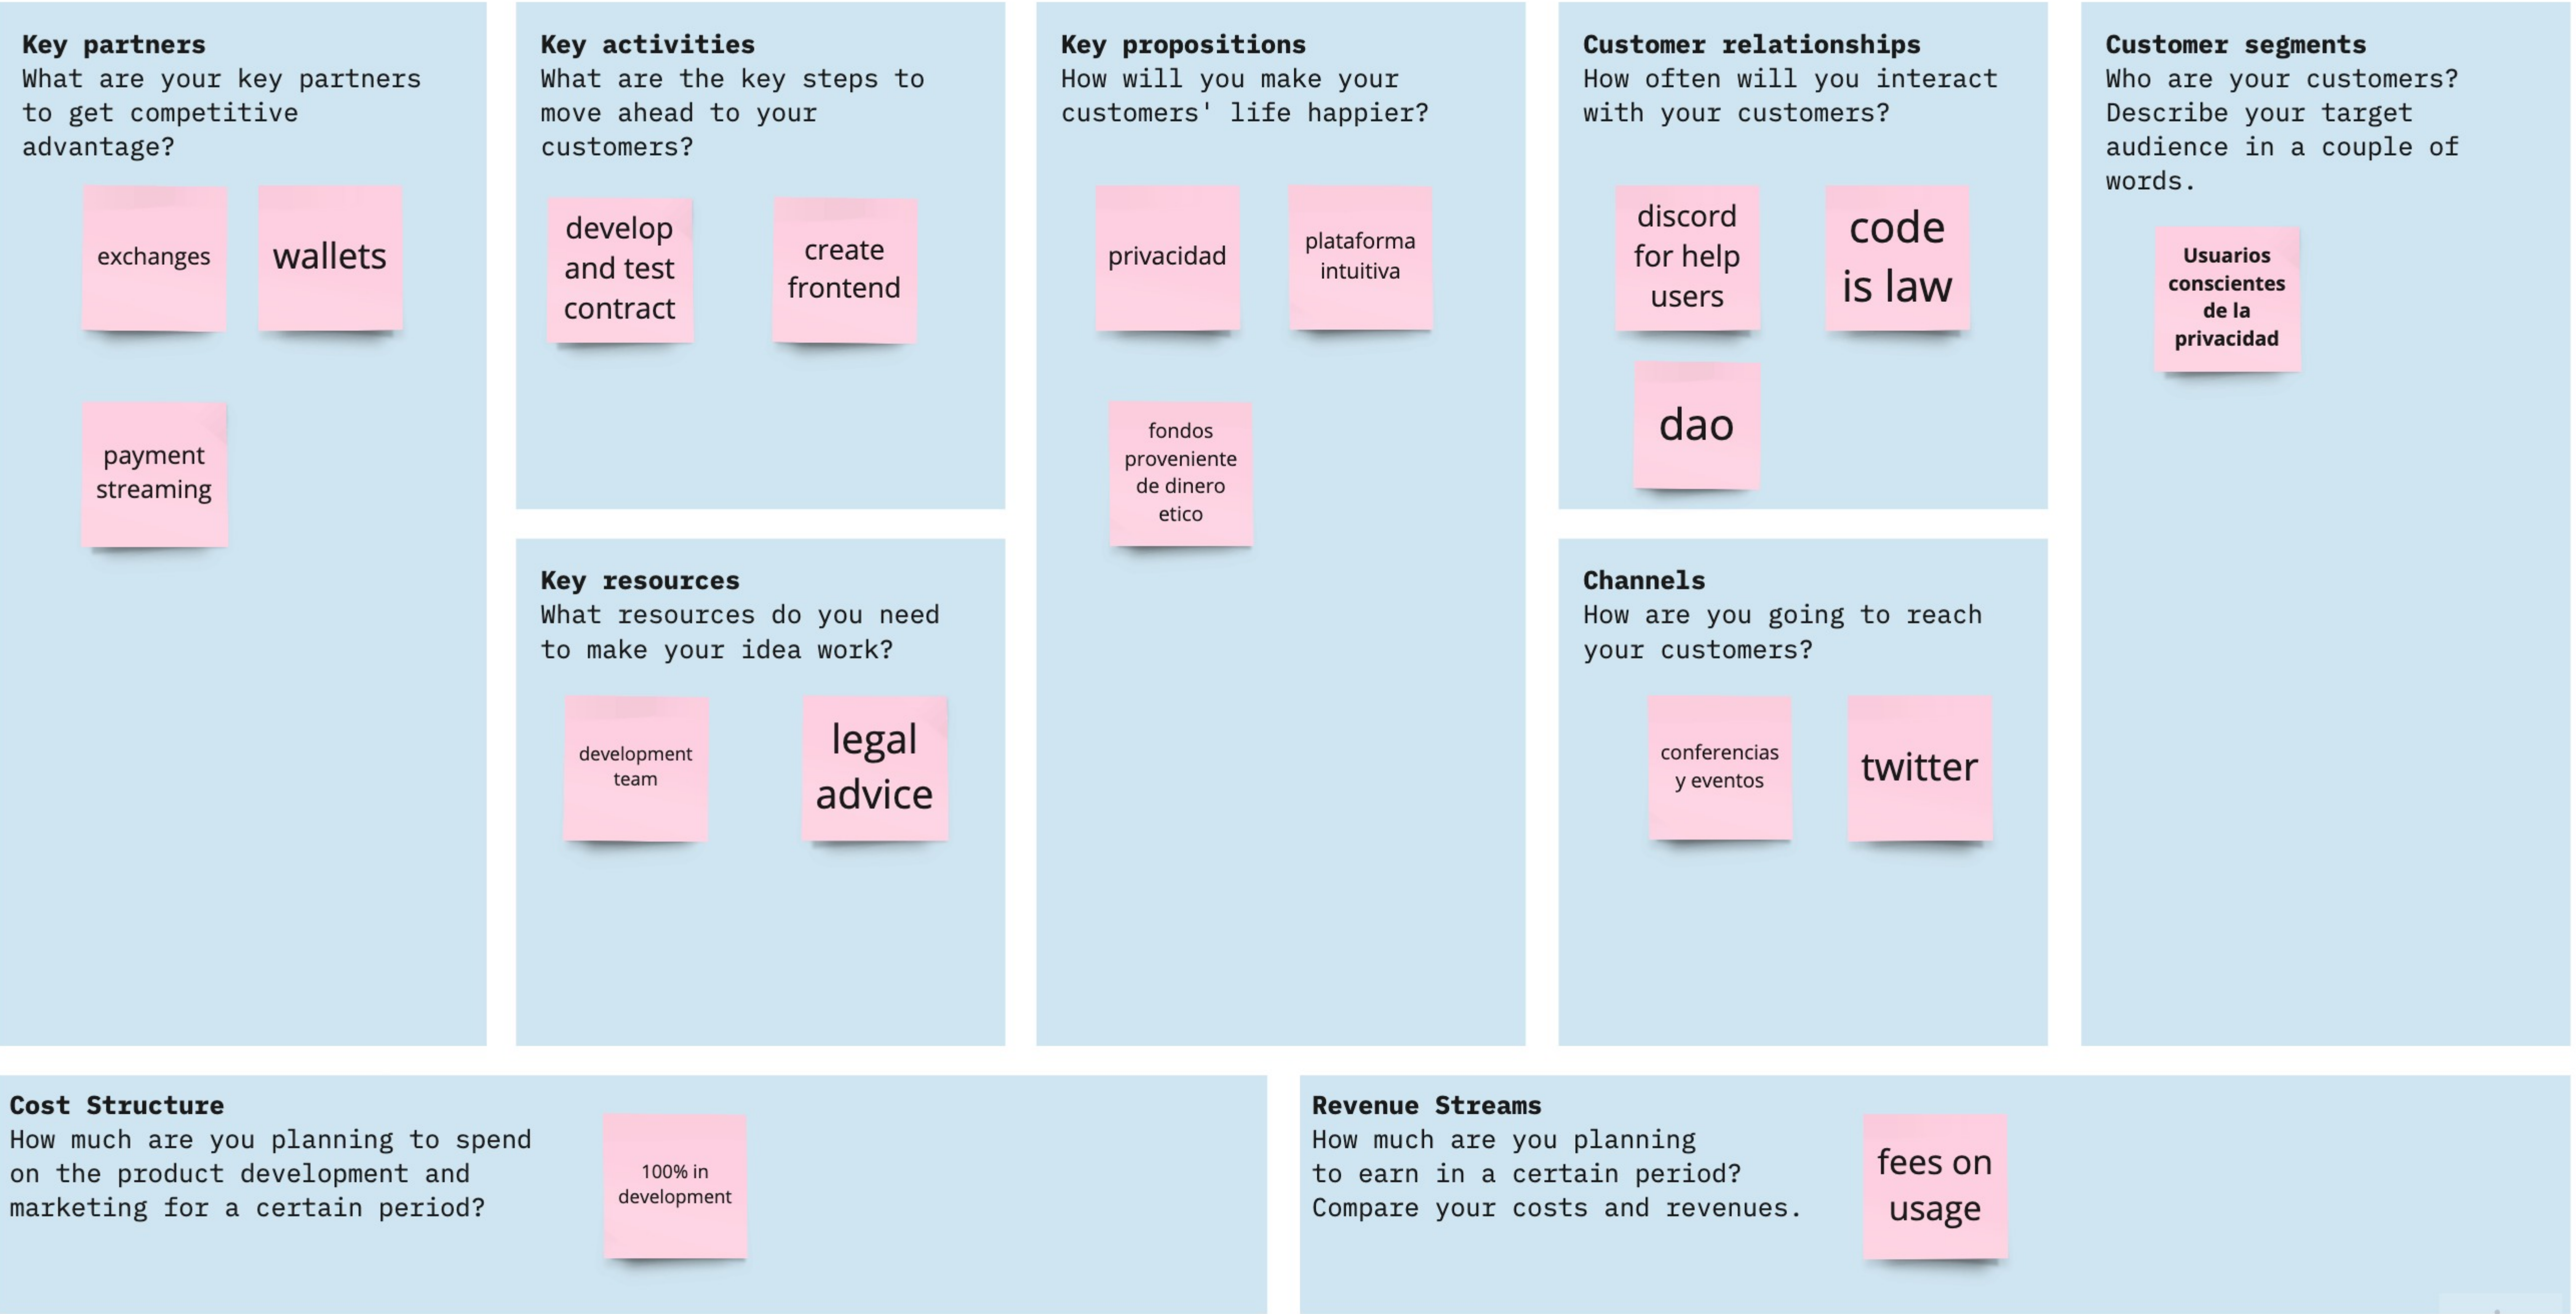 Key partners
What are your key partners
to get competitive
advantage?
exchanges
wallets
payment
streaming
Key activities
What are the key steps to
move ahead to your
customers?
develop
and test
contract
create
frontend
Key resources
What resources do you need
to make your idea work?
development
team
legal
advice
Key propositions
How will you make your
customers' life happier?
privacidad
plataforma
intuitiva
fondos
proveniente
de dinero
etico
Customer relationships
How often will you interact
with your customers?
discord
for help
users
code
is law
dao
Channels
How are you going to reach
your customers?
conferencias
y eventos
twitter
Customer segments
Who are your customers?
Describe your target
audience in a couple of
words.
Usuarios
conscientes
de la
privacidad
Cost Structure
How much are you planning to spend
on the product development and
marketing for a certain period?
100% in
development
Revenue Streams
How much are you planning
to earn in a certain period?
Compare your costs and revenues.
fees on
usage